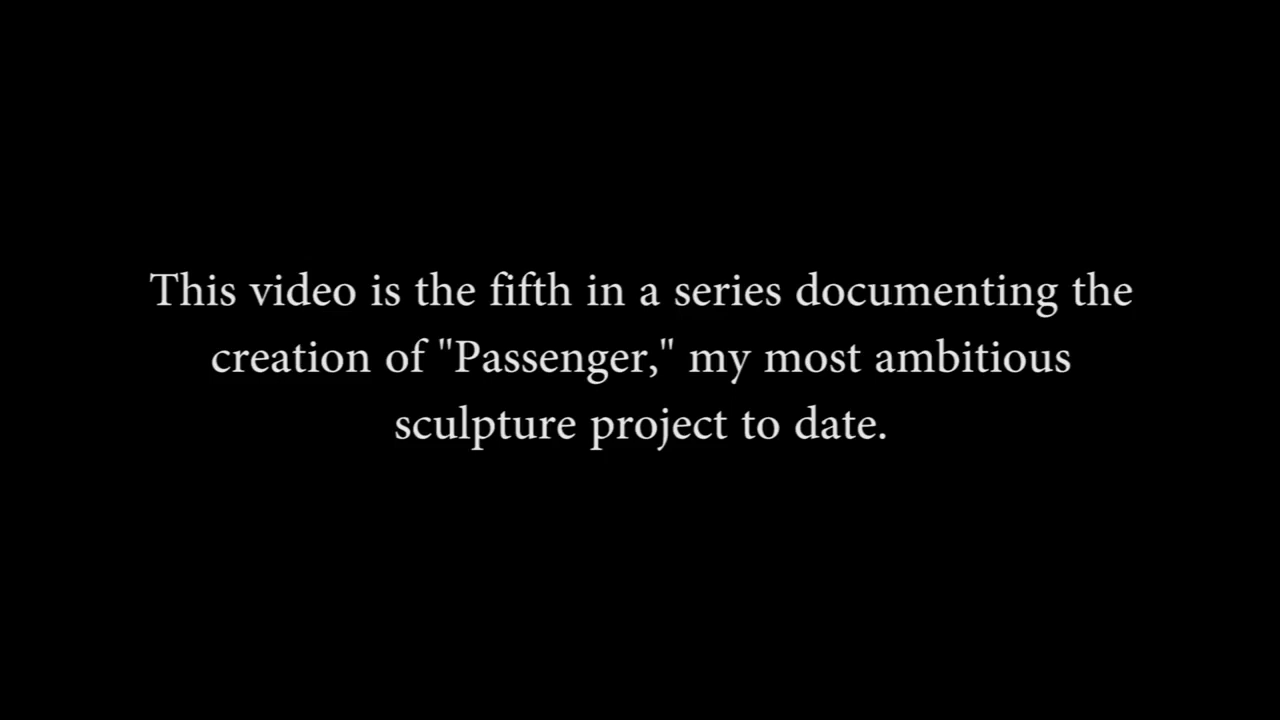 This video is the fifth in a series documenting the
creation of "Passenger," my most ambitious
sculpture project to date.